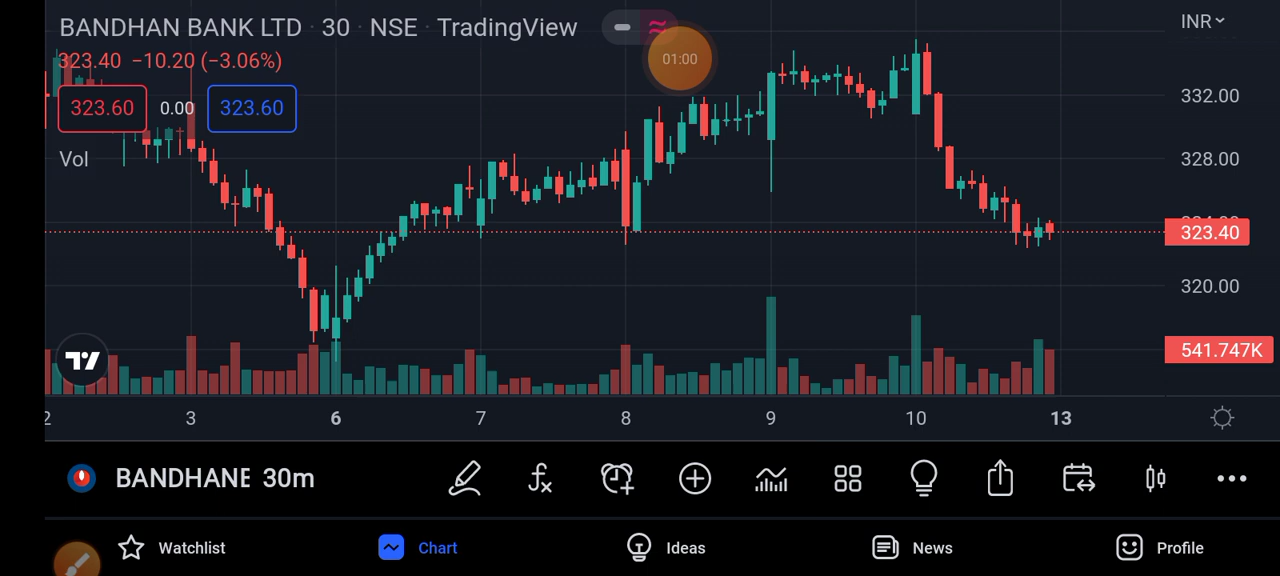 BANDHAN BANK LTD · 30 · NSE · TradingView
INR
01:00
323.40 −10.20 (−3.06%)
323.60 0.00 323.60
Vol
332.00
328.00
323.40
320.00
541.747K
2 3 6 7 8 9 10 13
BANDHANE 30m
Watchlist Chart Ideas News Profile